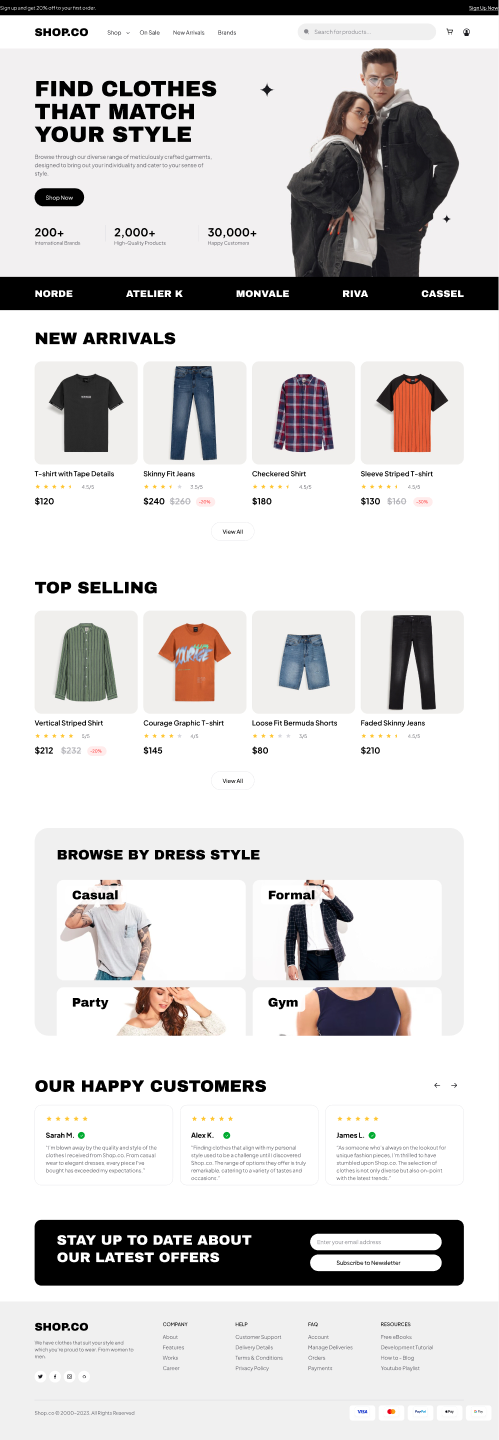 Sign up and get 20% off to your first order.
Sign Up Now
SHOP.CO
Shop
On Sale
New Arrivals
Brands
Search for products...
FIND CLOTHES
THAT MATCH
YOUR STYLE
Browse through our diverse range of meticulously crafted garments,
designed to bring out your individuality and cater to your sense of
style.
Shop Now
200+
International Brands
2,000+
High-Quality Products
30,000+
Happy Customers
NORDE
ATELIER K
MONVALE
RIVA
CASSEL
NEW ARRIVALS
T-shirt with Tape Details
4.5/5
$120
Skinny Fit Jeans
3.5/5
$240 $260 -20%
Checkered Shirt
4.5/5
$180
Sleeve Striped T-shirt
4.5/5
$130 $160 -30%
View All
TOP SELLING
Vertical Striped Shirt
5/5
$212 $232 -20%
Courage Graphic T-shirt
4/5
$145
Loose Fit Bermuda Shorts
3/5
$80
Faded Skinny Jeans
4.5/5
$210
View All
BROWSE BY DRESS STYLE
Casual
Formal
Party
Gym
OUR HAPPY CUSTOMERS
Sarah M.
"I'm blown away by the quality and style of the
clothes I received from Shop.co. From casual
wear to elegant dresses, every piece I've
bought has exceeded my expectations."
Alex K.
"Finding clothes that align with my personal
style used to be a challenge until I discovered
Shop.co. The range of options they offer is truly
remarkable, catering to a variety of tastes and
occasions."
James L.
"As someone who's always on the lookout for
unique fashion pieces, I'm thrilled to have
stumbled upon Shop.co. The selection of
clothes is not only diverse but also on-point
with the latest trends."
STAY UP TO DATE ABOUT
OUR LATEST OFFERS
Enter your email address
Subscribe to Newsletter
SHOP.CO
We have clothes that suit your style and
which you're proud to wear. From women to
men.
COMPANY
About
Features
Works
Career
HELP
Customer Support
Delivery Details
Terms & Conditions
Privacy Policy
FAQ
Account
Manage Deliveries
Orders
Payments
RESOURCES
Free eBooks
Development Tutorial
How to - Blog
Youtube Playlist
Shop.co © 2000-2023, All Rights Reserved
VISA
PayPal
Pay
G Pay